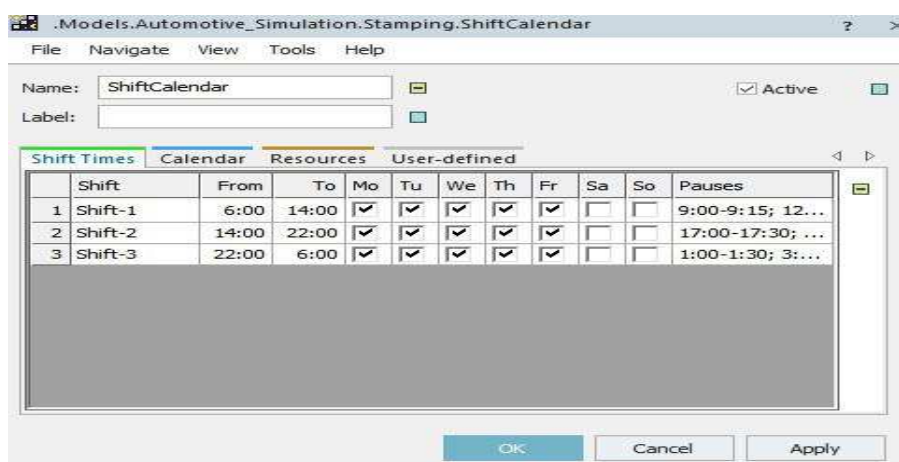 .Models.Automotive_Simulation.Stamping.ShiftCalendar ?
File Navigate View Tools Help
Name: ShiftCalendar Active
Label:
Shift Times Calendar Resources User-defined
Shift From To Mo Tu We Th Fr Sa So Pauses
1 Shift-1 6:00 14:00 9:00-9:15; 12...
2 Shift-2 14:00 22:00 17:00-17:30; ...
3 Shift-3 22:00 6:00 1:00-1:30; 3:...
OK Cancel Apply